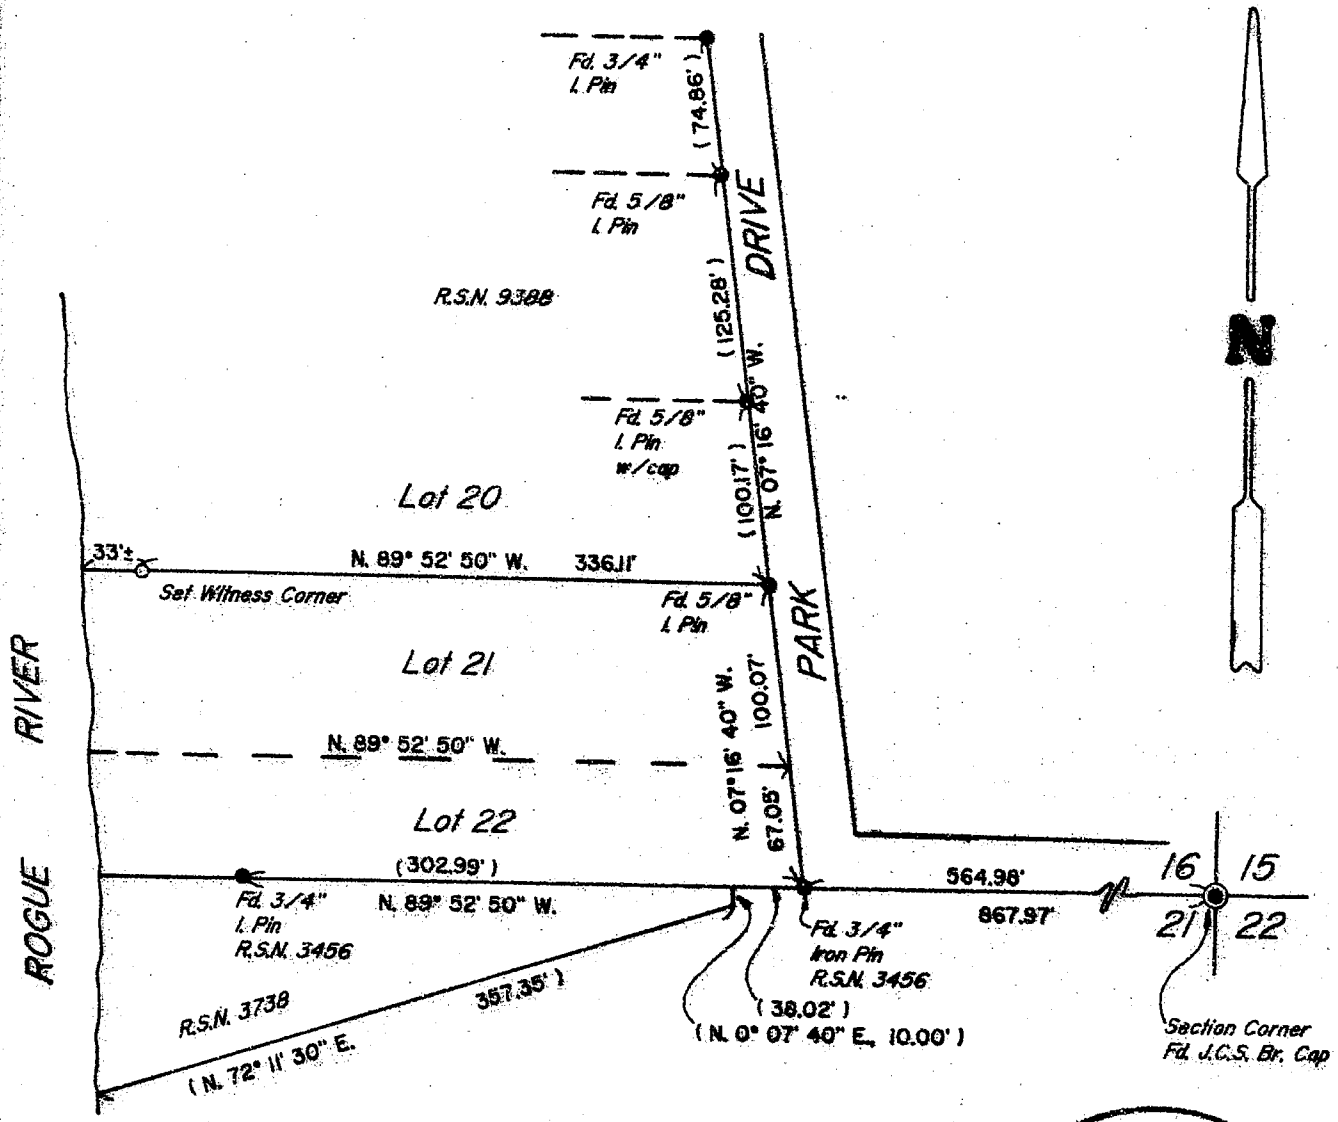 Fd. 3/4"
I. Pin
( 74.86' )
Fd. 5/8"
I. Pin
DRIVE
R.S.N. 9388
( 125.28' )
N
Fd. 5/8"
I. Pin
w/cap
( 100.17' )
N. 07° 16' 40" W.
Lot 20
33'±
N. 89° 52' 50" W. 336.11'
Set Witness Corner
Fd. 5/8"
I. Pin
PARK
RIVER
Lot 21
N. 07° 16' 40" W. 100.07'
N. 89° 52' 50" W.
Lot 22
67.05'
ROGUE
( 302.99' )
564.98'
16 15
Fd. 3/4"
I. Pin
R.S.N. 3456
N. 89° 52' 50" W.
867.97'
21 22
Fd. 3/4"
Iron Pin
R.S.N. 3456
R.S.N. 3738
357.35' )
( 38.02' )
( N. 0° 07' 40" E., 10.00' )
Section Corner
Fd. J.C.S. Br. Cap
( N. 72° 11' 30" E.